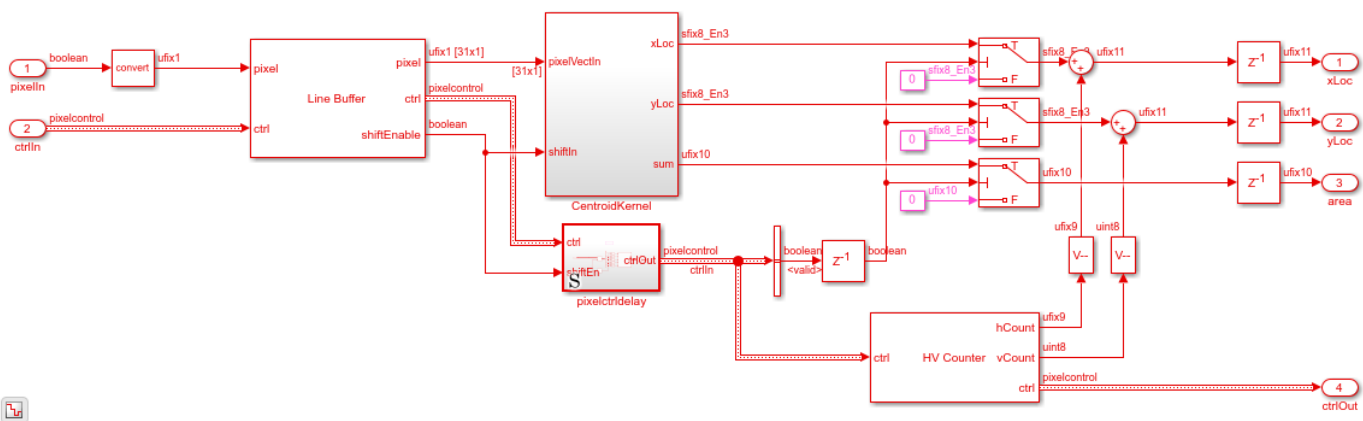 boolean
ufix1
1
convert
pixelIn
pixelcontrol
2
ctrlIn
pixel
Line Buffer
ctrl
pixel
ctrl
shiftEnable
ufix1 [31x1]
[31x1]
pixelcontrol
boolean
pixelVectIn
shiftIn
xLoc
yLoc
sum
CentroidKernel
sfix8_En3
sfix8_En3
ufix10
ctrl
shiftEn
ctrlOut
S
pixelctrldelay
pixelcontrol
ctrlIn
boolean
<valid>
Z-1
boolean
0
sfix8_En3
T
F
sfix8_En3
ufix11
0
sfix8_En3
T
F
sfix8_En3
ufix11
0
ufix10
T
F
ufix10
Z-1
ufix11
1
xLoc
Z-1
ufix11
2
yLoc
Z-1
ufix10
3
area
ufix9
uint8
V--
V--
ctrl
HV Counter
hCount
vCount
ctrl
ufix9
uint8
pixelcontrol
4
ctrlOut